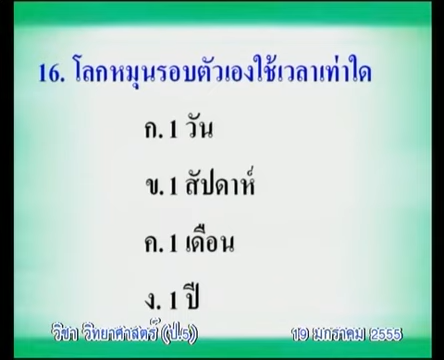 16. โลกหมุนรอบตัวเองใช้เวลาเท่าใด
ก. 1 วัน
ข. 1 สัปดาห์
ค. 1 เดือน
ง. 1 ปี
วิชา วิทยาศาสตร์ (ป.5) 19 มกราคม 2555